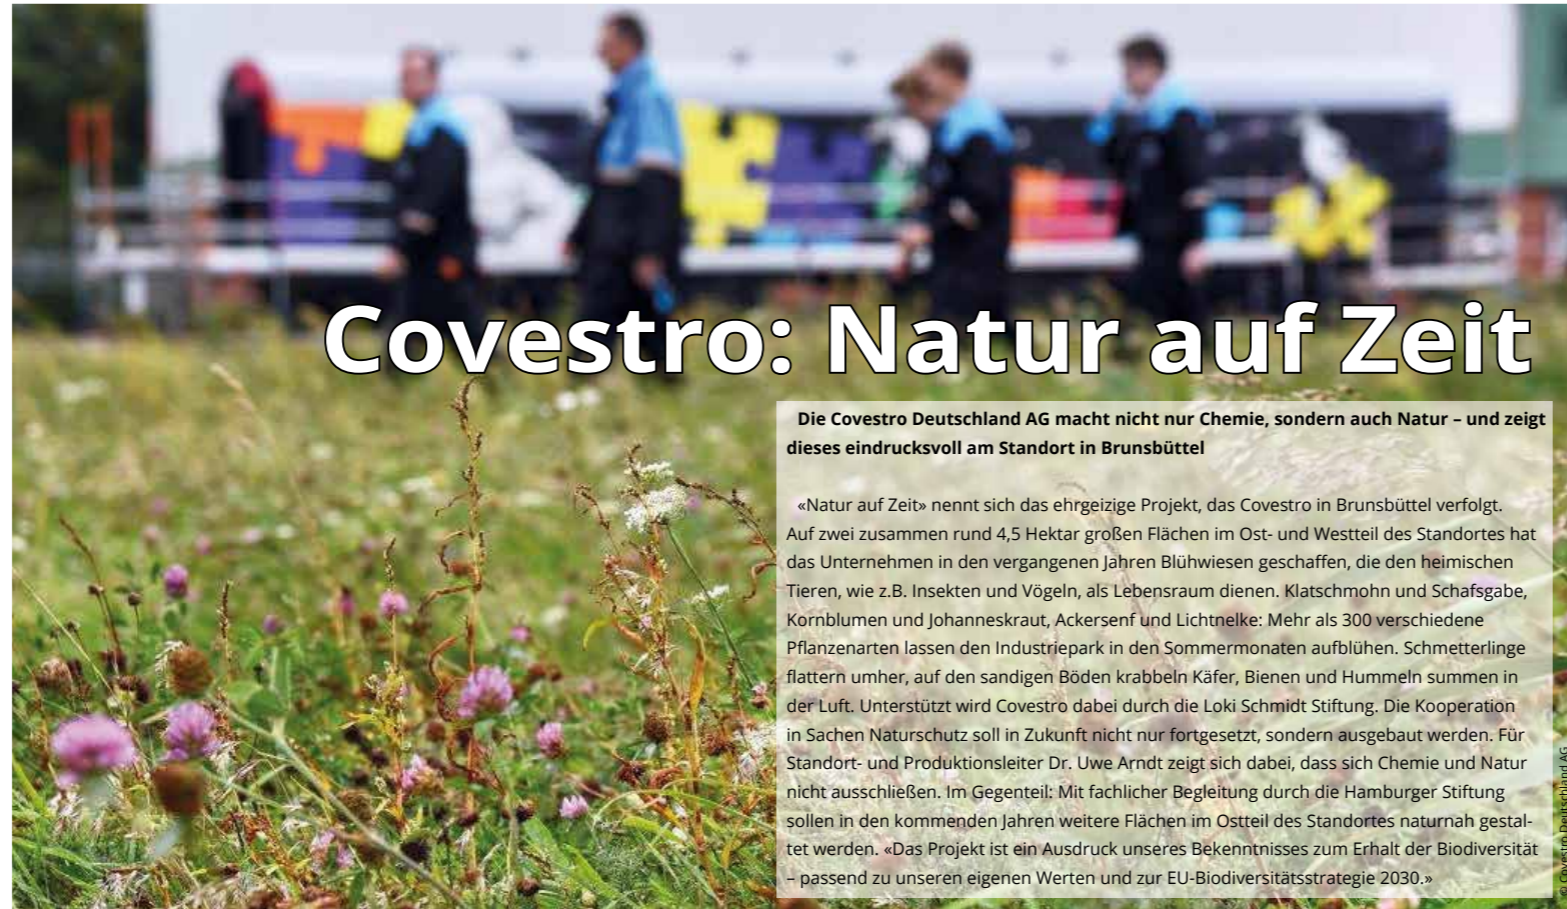 Covestro: Natur auf Zeit
Die Covestro Deutschland AG macht nicht nur Chemie, sondern auch Natur – und zeigt
dieses eindrucksvoll am Standort in Brunsbüttel
«Natur auf Zeit» nennt sich das ehrgeizige Projekt, das Covestro in Brunsbüttel verfolgt.
Auf zwei zusammen rund 4,5 Hektar großen Flächen im Ost- und Westteil des Standortes hat
das Unternehmen in den vergangenen Jahren Blühwiesen geschaffen, die den heimischen
Tieren, wie z.B. Insekten und Vögeln, als Lebensraum dienen. Klatschmohn und Schafsgabe,
Kornblumen und Johanneskraut, Ackersenf und Lichtnelke: Mehr als 300 verschiedene
Pflanzenarten lassen den Industriepark in den Sommermonaten aufblühen. Schmetterlinge
flattern umher, auf den sandigen Böden krabbeln Käfer, Bienen und Hummeln summen in
der Luft. Unterstützt wird Covestro dabei durch die Loki Schmidt Stiftung. Die Kooperation
in Sachen Naturschutz soll in Zukunft nicht nur fortgesetzt, sondern ausgebaut werden. Für
Standort- und Produktionsleiter Dr. Uwe Arndt zeigt sich dabei, dass sich Chemie und Natur
nicht ausschließen. Im Gegenteil: Mit fachlicher Begleitung durch die Hamburger Stiftung
sollen in den kommenden Jahren weitere Flächen im Ostteil des Standortes naturnah gestal-
tet werden. «Das Projekt ist ein Ausdruck unseres Bekenntnisses zum Erhalt der Biodiversität
– passend zu unseren eigenen Werten und zur EU-Biodiversitätsstrategie 2030.»
© Covestro Deutschland AG